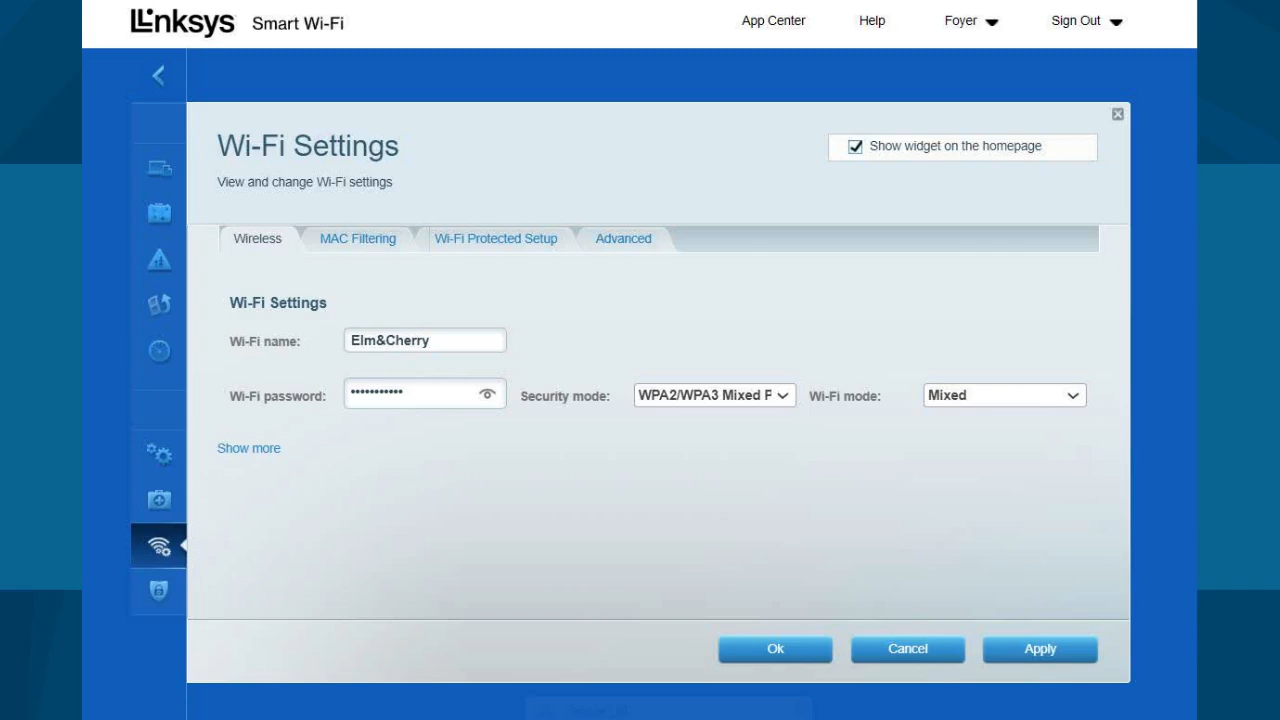 Linksys Smart Wi-Fi App Center Help Foyer Sign Out
Wi-Fi Settings
Show widget on the homepage
View and change Wi-Fi settings
Wireless MAC Filtering Wi-Fi Protected Setup Advanced
Wi-Fi Settings
Wi-Fi name: Elm&Cherry
Wi-Fi password: ••••••••••• Security mode: WPA2/WPA3 Mixed P Wi-Fi mode: Mixed
Show more
Ok Cancel Apply